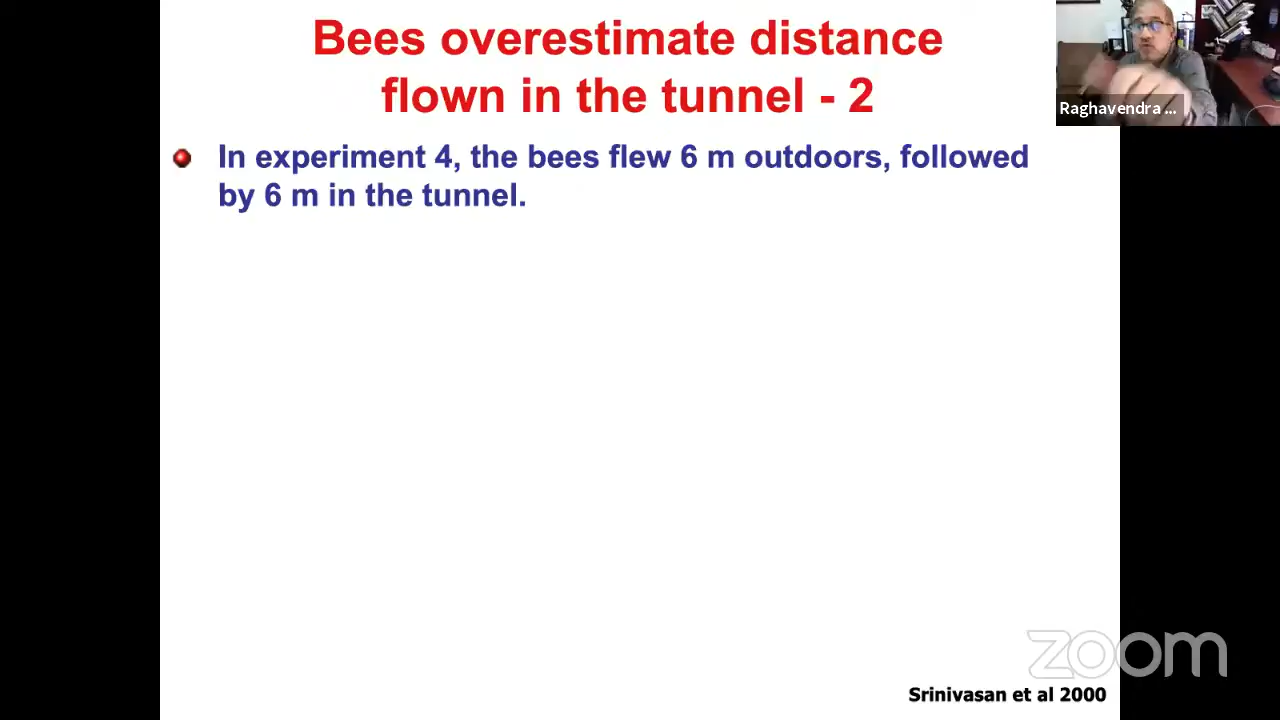 Bees overestimate distance
flown in the tunnel - 2
Raghavendra ...
In experiment 4, the bees flew 6 m outdoors, followed
by 6 m in the tunnel.
zoom
Srinivasan et al 2000